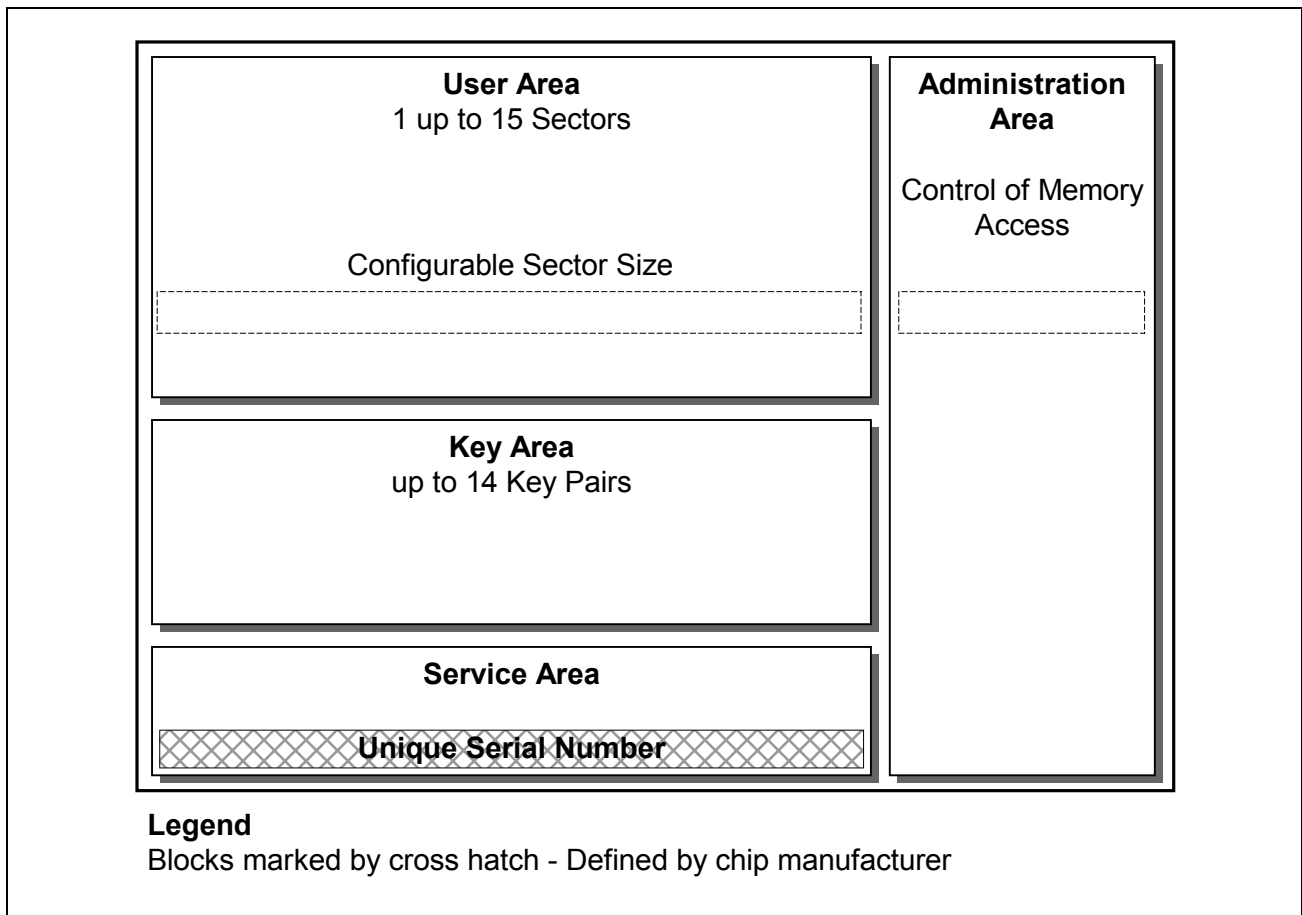 User Area
1 up to 15 Sectors
Configurable Sector Size
Administration
Area
Control of Memory
Access
Key Area
up to 14 Key Pairs
Service Area
Unique Serial Number
Legend
Blocks marked by cross hatch - Defined by chip manufacturer